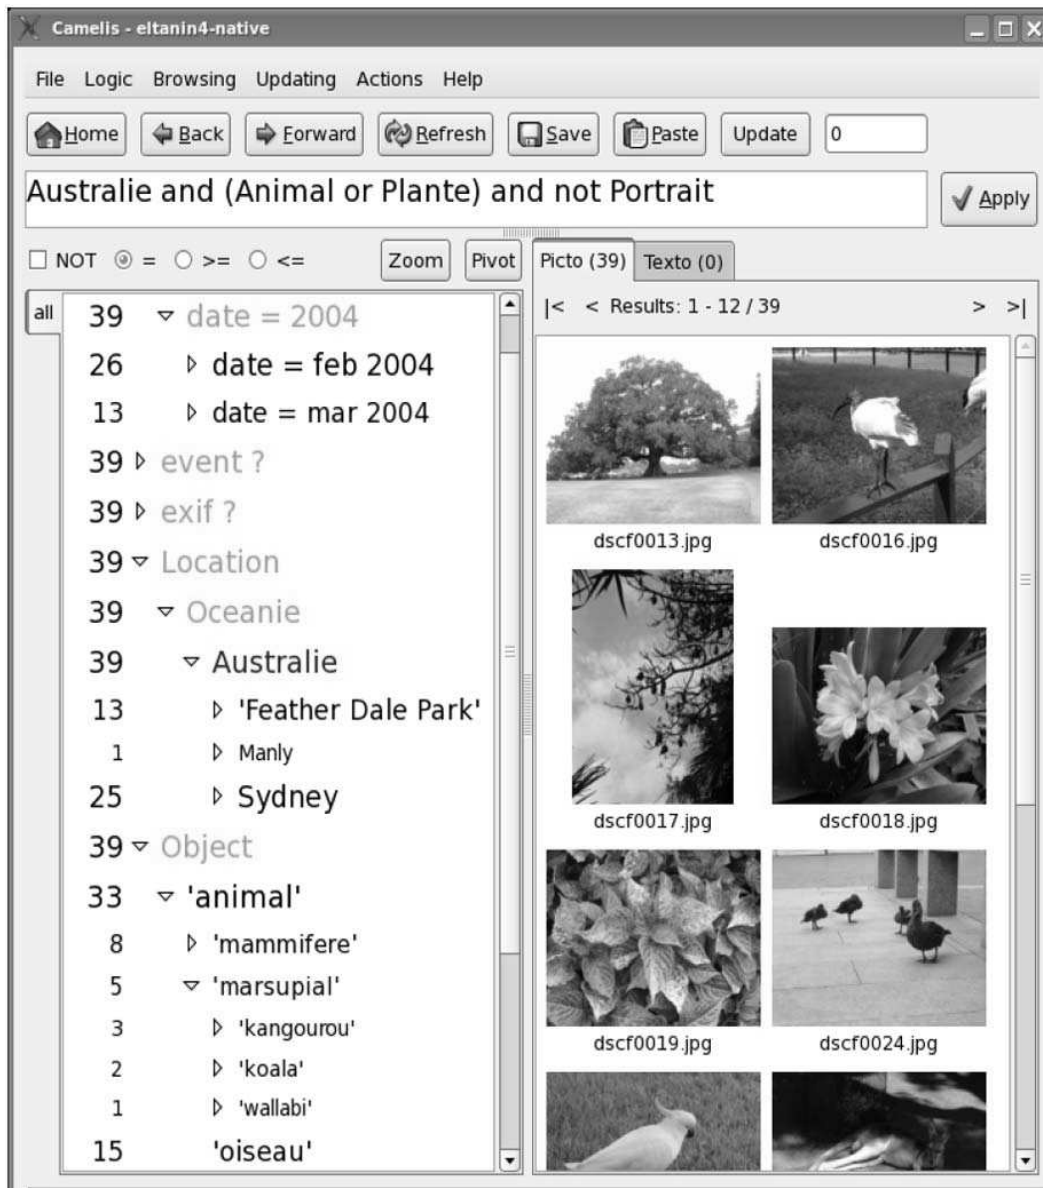 Camelis - eltanin4-native
File Logic Browsing Updating Actions Help
Home Back Forward Refresh Save Paste Update 0
Australie and (Animal or Plante) and not Portrait
Apply
NOT = >= <= Zoom Pivot
Picto (39) Texto (0)
all
39 date = 2004
26 date = feb 2004
13 date = mar 2004
39 event ?
39 exif ?
39 Location
39 Oceanie
39 Australie
13 'Feather Dale Park'
1 Manly
25 Sydney
39 Object
33 'animal'
8 'mammifere'
5 'marsupial'
3 'kangourou'
2 'koala'
1 'wallabi'
15 'oiseau'
|< < Results: 1 - 12 / 39 > >|
dscf0013.jpg
dscf0016.jpg
dscf0017.jpg
dscf0018.jpg
dscf0019.jpg
dscf0024.jpg